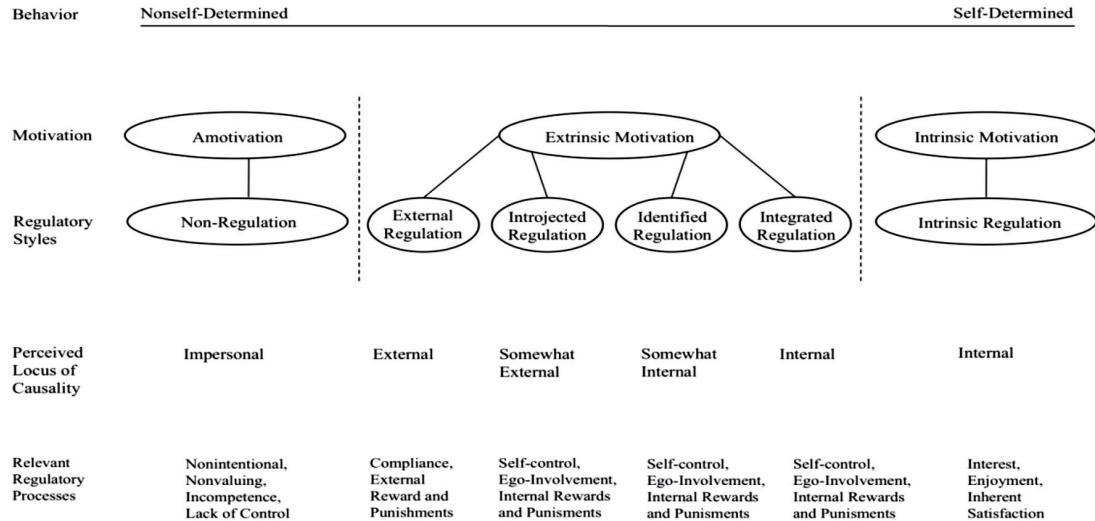 Behavior Nonself-Determined Self-Determined
Motivation Amotivation Extrinsic Motivation Intrinsic Motivation
Regulatory
Styles
Non-Regulation
External
Regulation
Introjected
Regulation
Identified
Regulation
Integrated
Regulation
Intrinsic Regulation
Perceived
Locus of
Causality
Impersonal
External
Somewhat
External
Somewhat
Internal
Internal
Internal
Relevant
Regulatory
Processes
Nonintentional,
Nonvaluing,
Incompetence,
Lack of Control
Compliance,
External
Reward and
Punishments
Self-control,
Ego-Involvement,
Internal Rewards
and Punisments
Self-control,
Ego-Involvement,
Internal Rewards
and Punisments
Self-control,
Ego-Involvement,
Internal Rewards
and Punisments
Interest,
Enjoyment,
Inherent
Satisfaction